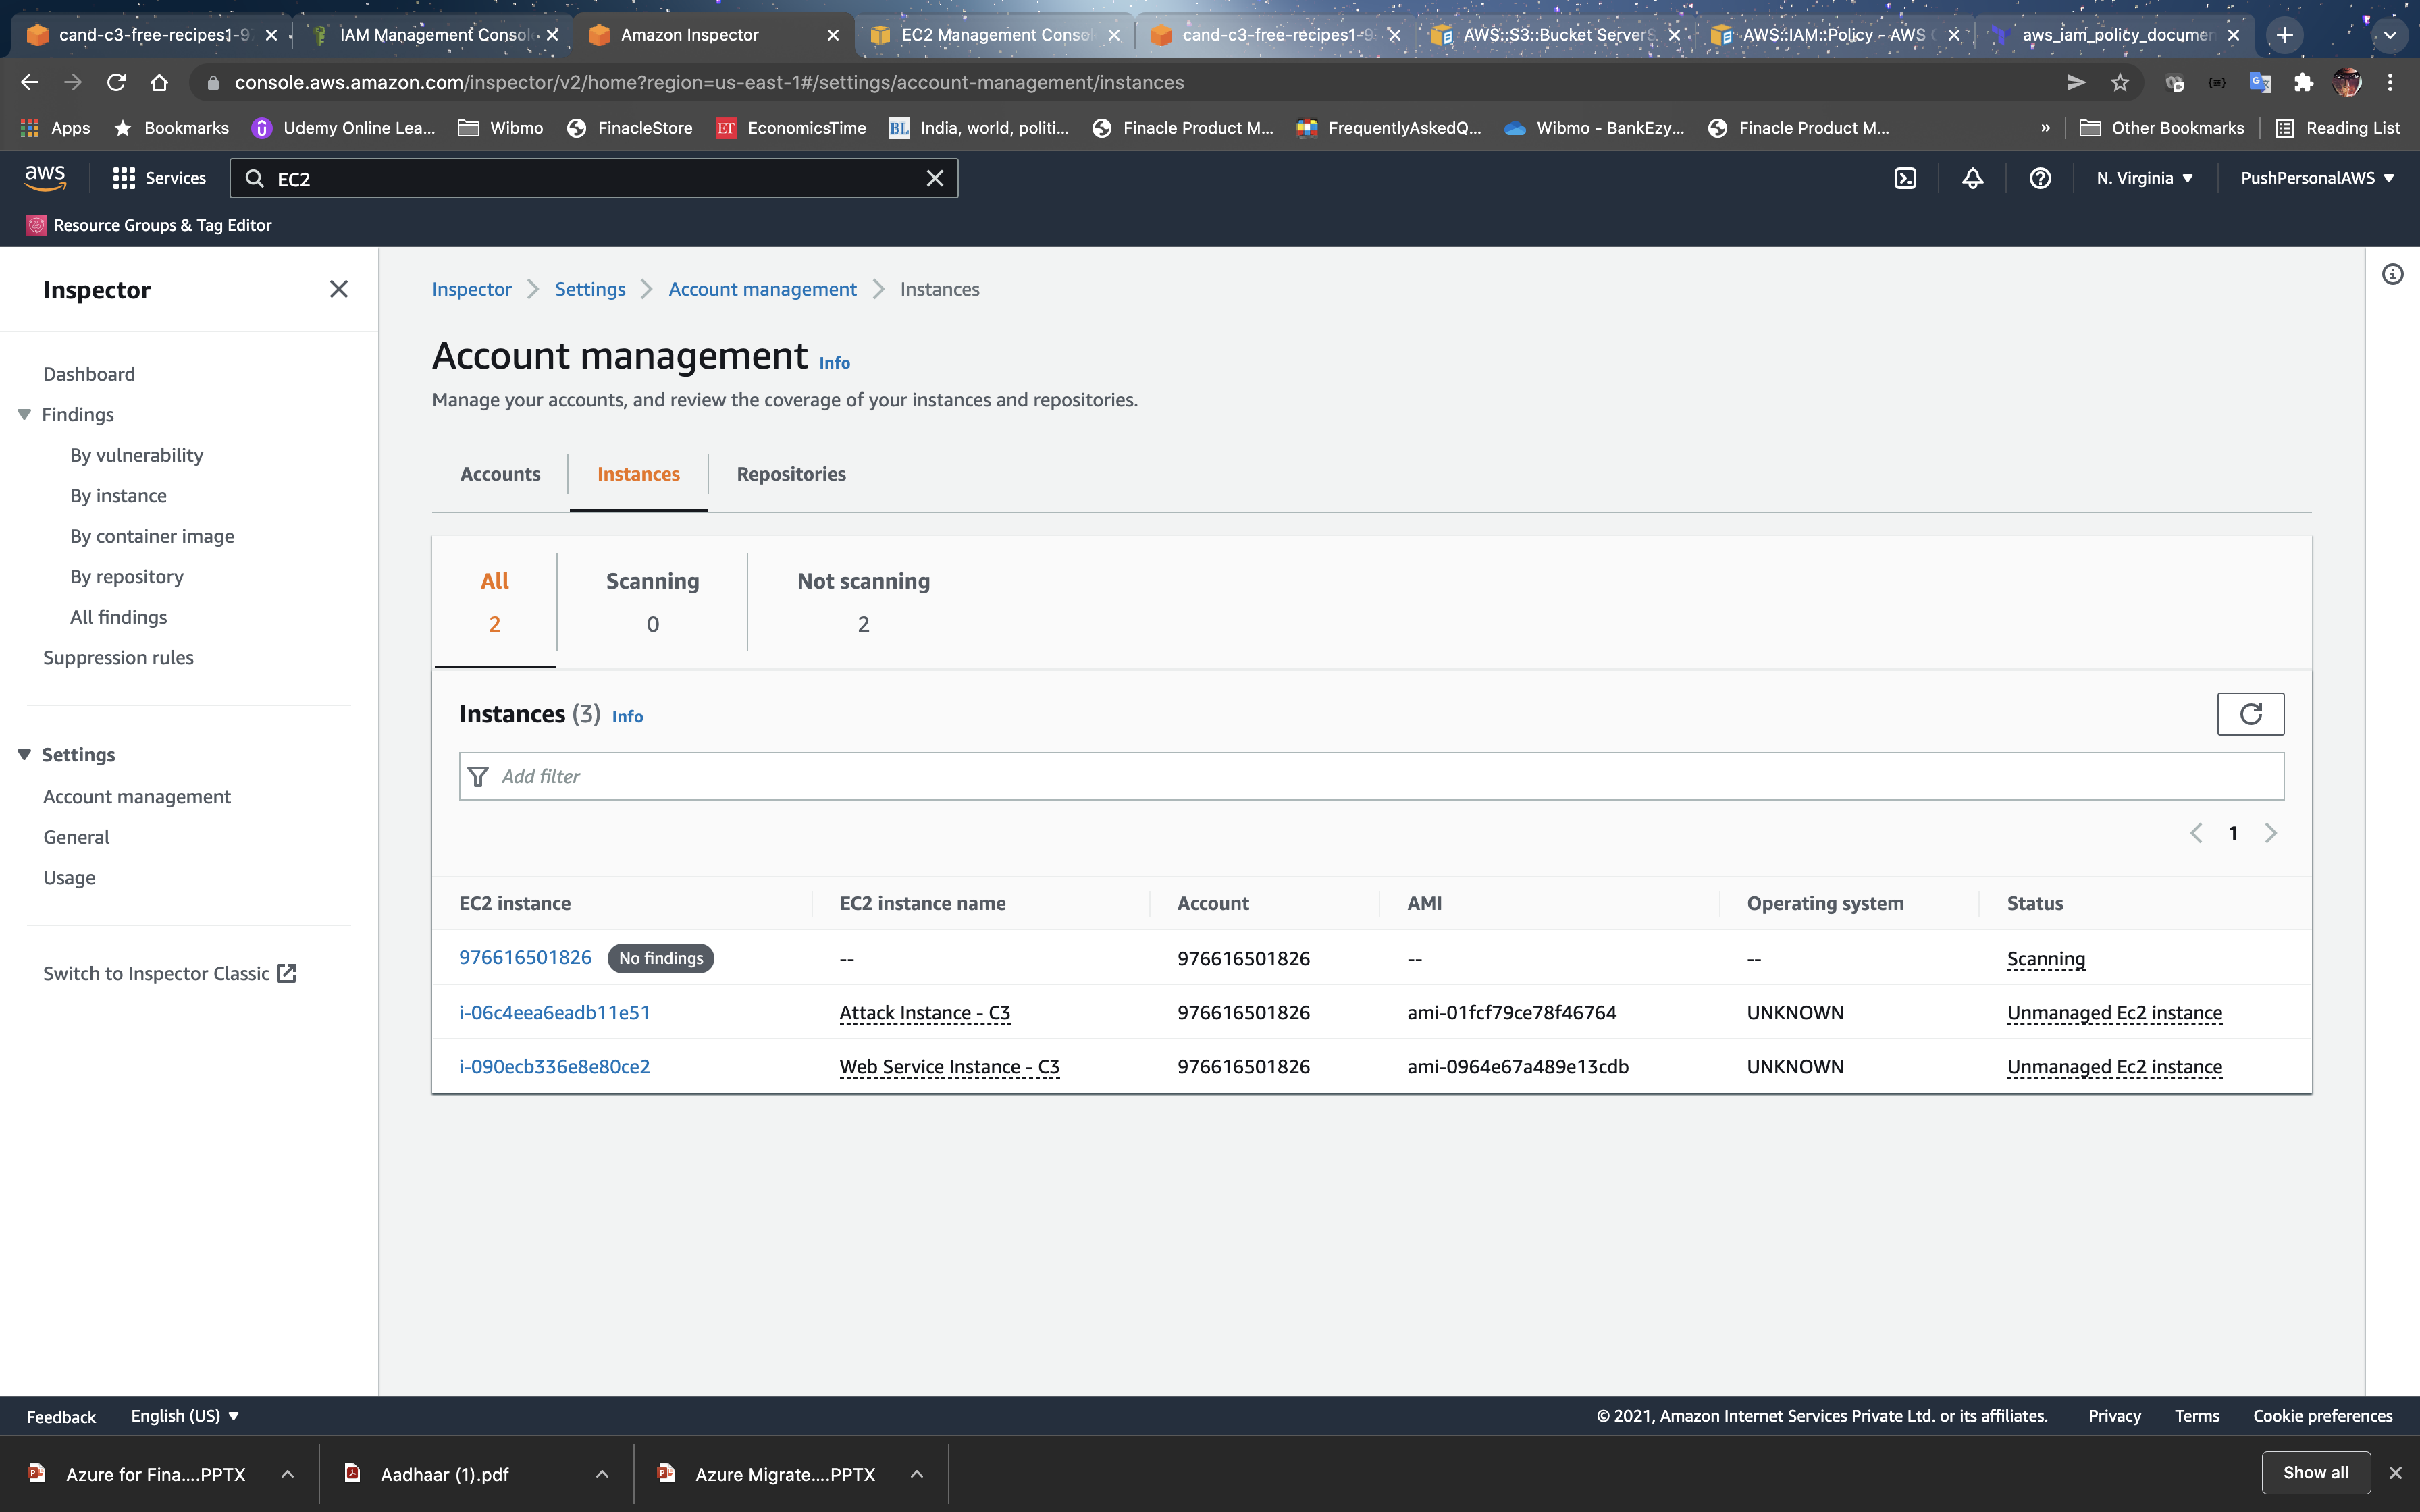 cand-c3-free-recipes1-97
IAM Management Consol
Amazon Inspector
EC2 Management Consol
cand-c3-free-recipes1-9
AWS::S3::Bucket ServerS
AWS::IAM::Policy - AWS C
aws_iam_policy_documen
console.aws.amazon.com/inspector/v2/home?region=us-east-1#/settings/account-management/instances
Apps
Bookmarks
Udemy Online Lea...
Wibmo
FinacleStore
ET EconomicsTime
BL India, world, politi...
Finacle Product M...
FrequentlyAskedQ...
Wibmo - BankEzy...
Finacle Product M...
»
Other Bookmarks
Reading List
aws
Services
EC2
N. Virginia
PushPersonalAWS
Resource Groups & Tag Editor
Inspector
Dashboard
Findings
By vulnerability
By instance
By container image
By repository
All findings
Suppression rules
Settings
Account management
General
Usage
Switch to Inspector Classic
Inspector > Settings > Account management > Instances
Account management Info
Manage your accounts, and review the coverage of your instances and repositories.
Accounts Instances Repositories
All Scanning Not scanning
2 0 2
Instances (3) Info
Add filter
1
EC2 instance EC2 instance name Account AMI Operating system Status
976616501826 No findings -- 976616501826 -- -- Scanning
i-06c4eea6eadb11e51 Attack Instance - C3 976616501826 ami-01fcf79ce78f46764 UNKNOWN Unmanaged Ec2 instance
i-090ecb336e8e80ce2 Web Service Instance - C3 976616501826 ami-0964e67a489e13cdb UNKNOWN Unmanaged Ec2 instance
Feedback English (US) © 2021, Amazon Internet Services Private Ltd. or its affiliates. Privacy Terms Cookie preferences
Azure for Fina....PPTX
Aadhaar (1).pdf
Azure Migrate....PPTX
Show all